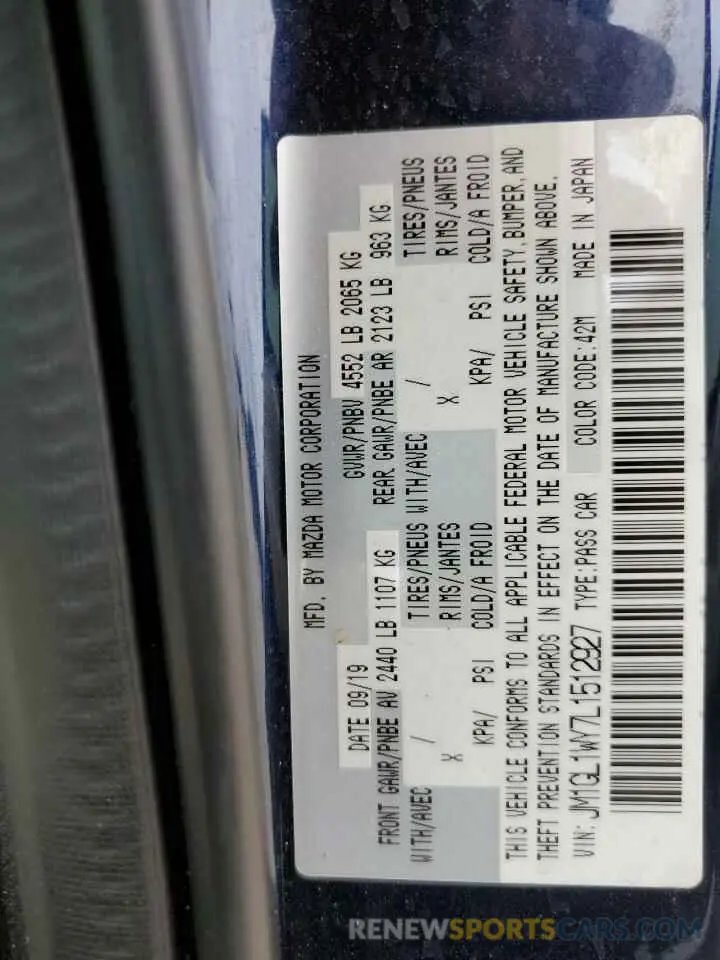 MFD. BY MAZDA MOTOR CORPORATION
DATE 09/19 GVWR/PNBV 4552 LB 2065 KG
FRONT GAWR/PNBE AV 2440 LB 1107 KG REAR GAWR/PNBE AR 2123 LB 963 KG
WITH/AVEC / TIRES/PNEUS WITH/AVEC / TIRES/PNEUS
X RIMS/JANTES X RIMS/JANTES
KPA/ PSI COLD/A FROID KPA/ PSI COLD/A FROID
THIS VEHICLE CONFORMS TO ALL APPLICABLE FEDERAL MOTOR VEHICLE SAFETY, BUMPER, AND
THEFT PREVENTION STANDARDS IN EFFECT ON THE DATE OF MANUFACTURE SHOWN ABOVE.
VIN: JM1GL1WY7L1512927 TYPE:PASS CAR COLOR CODE:42M MADE IN JAPAN
RENEWSPORTSCARS.COM